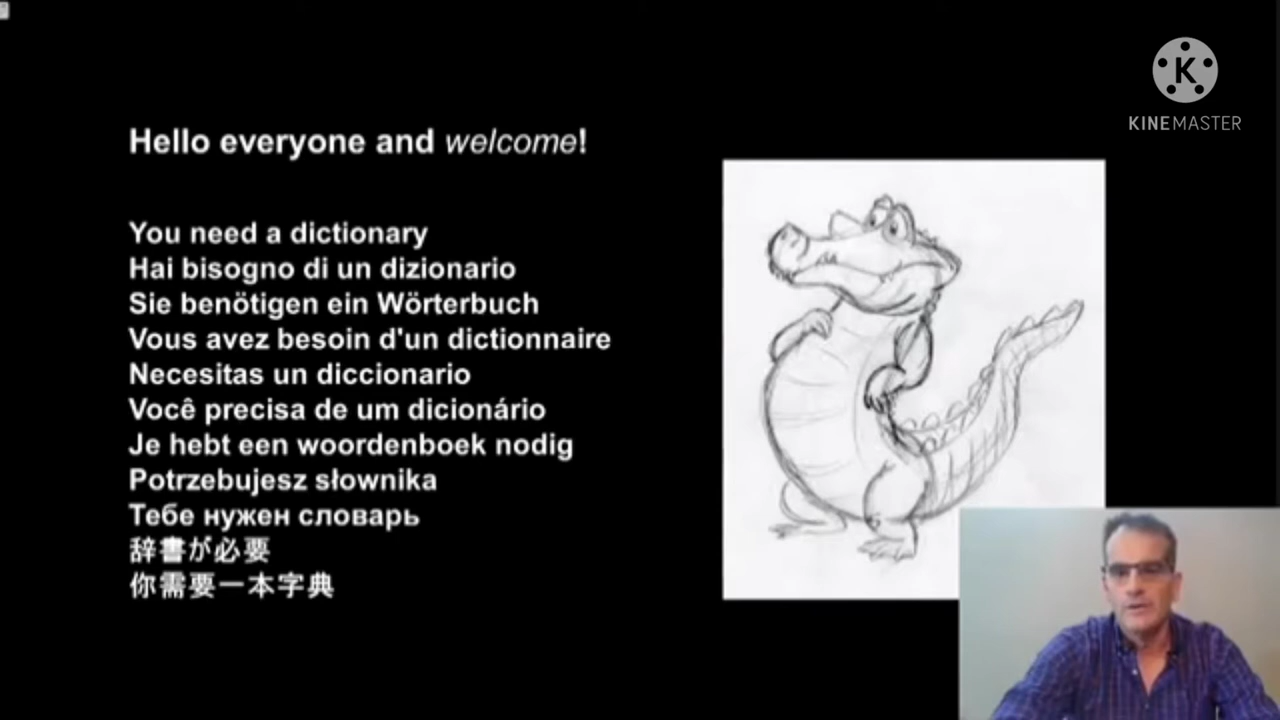 Hello everyone and welcome!
You need a dictionary
Hai bisogno di un dizionario
Sie benötigen ein Wörterbuch
Vous avez besoin d'un dictionnaire
Necesitas un diccionario
Você precisa de um dicionário
Je hebt een woordenboek nodig
Potrzebujesz słownika
Тебе нужен словарь
辞書が必要
你需要一本字典
K
KINEMASTER